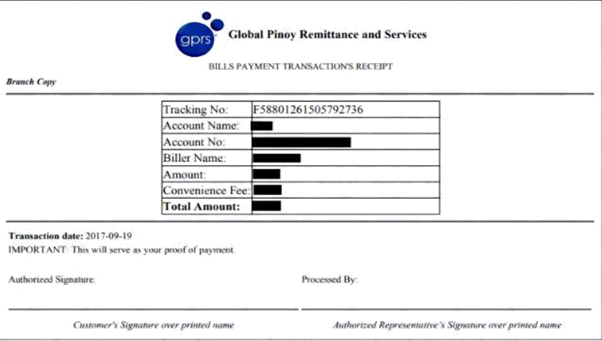 gprs
Global Pinoy Remittance and Services
BILLS PAYMENT TRANSACTION'S RECEIPT
Branch Copy
Tracking No: F58801261505792736
Account Name:
Account No:
Biller Name:
Amount:
Convenience Fee:
Total Amount:
Transaction date: 2017-09-19
IMPORTANT: This will serve as your proof of payment.
Authorized Signature: Processed By:
Customer's Signature over printed name Authorized Representative's Signature over printed name